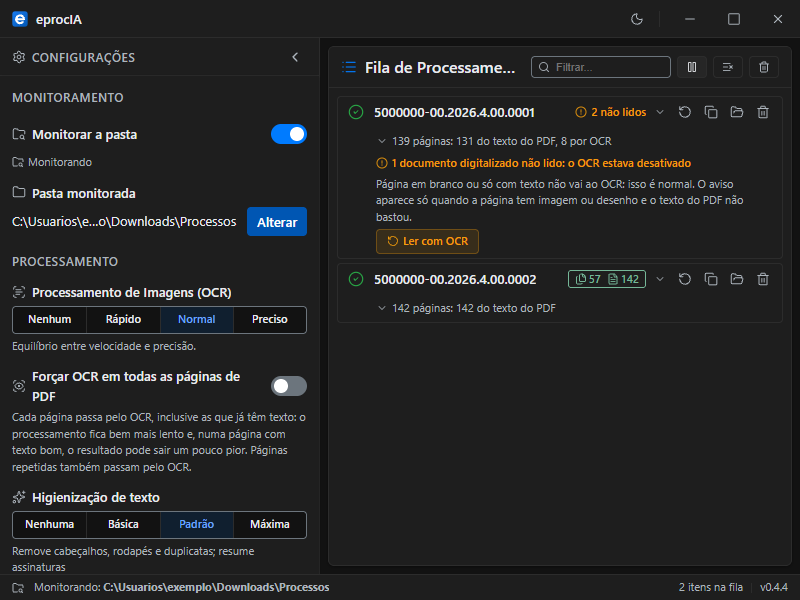 eprocIA
CONFIGURAÇÕES
MONITORAMENTO
Monitorar a pasta
Monitorando
Pasta monitorada
C:\Usuarios\e...o\Downloads\Processos
Alterar
PROCESSAMENTO
Processamento de Imagens (OCR)
Nenhum Rápido Normal Preciso
Equilíbrio entre velocidade e precisão.
Forçar OCR em todas as páginas de
PDF
Cada página passa pelo OCR, inclusive as que já têm texto: o
processamento fica bem mais lento e, numa página com
texto bom, o resultado pode sair um pouco pior. Páginas
repetidas também passam pelo OCR.
Higienização de texto
Nenhuma Básica Padrão Máxima
Remove cabeçalhos, rodapés e duplicatas; resume
assinaturas
Fila de Processame...
Filtrar...
5000000-00.2026.4.00.0001 2 não lidos
139 páginas: 131 do texto do PDF, 8 por OCR
1 documento digitalizado não lido: o OCR estava desativado
Página em branco ou só com texto não vai ao OCR: isso é normal. O aviso
aparece só quando a página tem imagem ou desenho e o texto do PDF não
bastou.
Ler com OCR
5000000-00.2026.4.00.0002 57 142
142 páginas: 142 do texto do PDF
Monitorando: C:\Usuarios\exemplo\Downloads\Processos
2 itens na fila v0.4.4